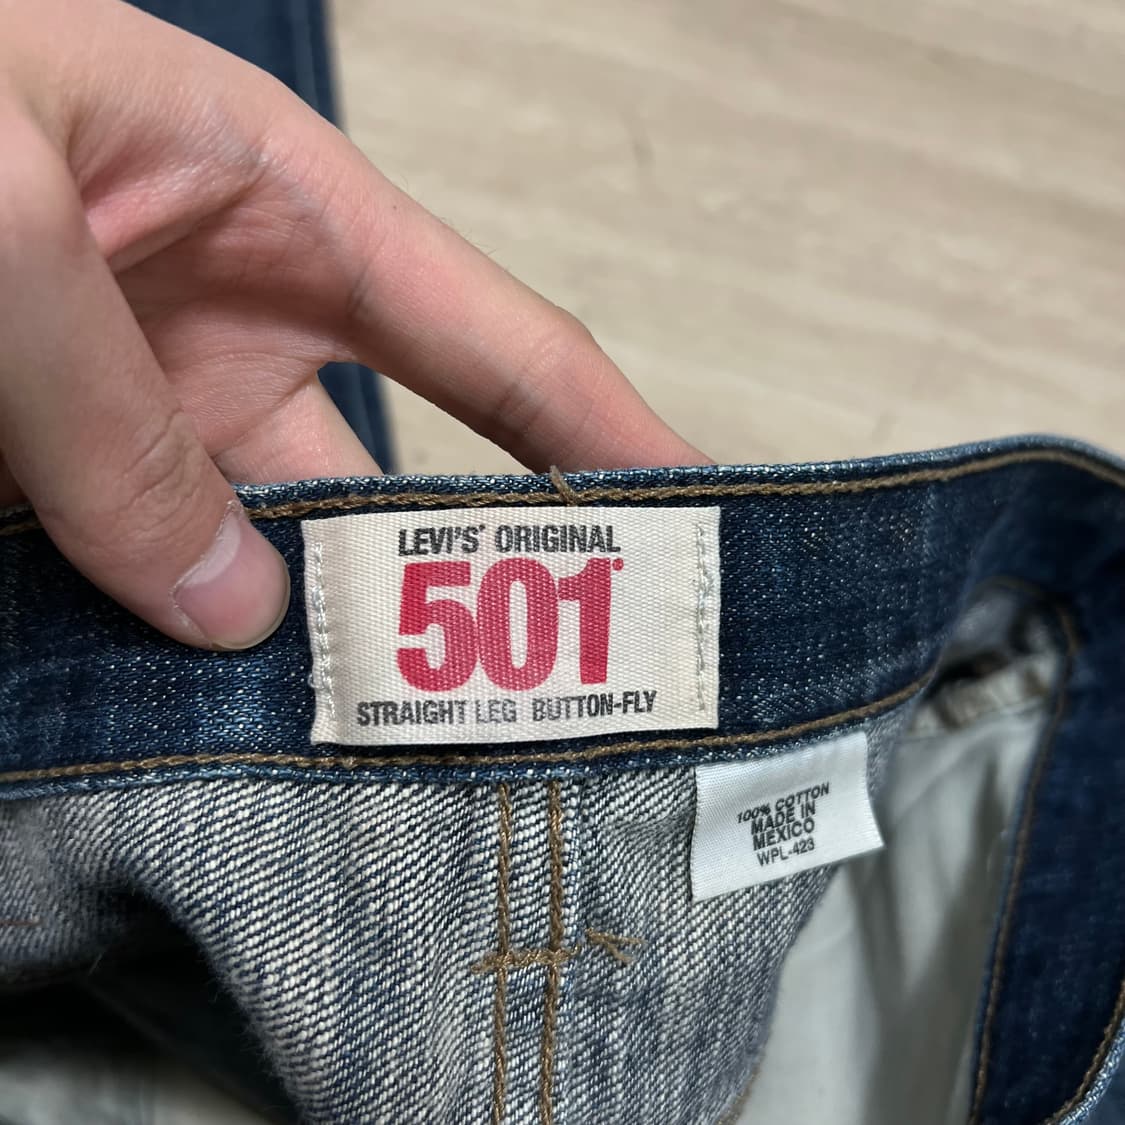 LEVI'S® ORIGINAL
501®
STRAIGHT LEG BUTTON-FLY
100% COTTON
MADE IN
MEXICO
WPL-423